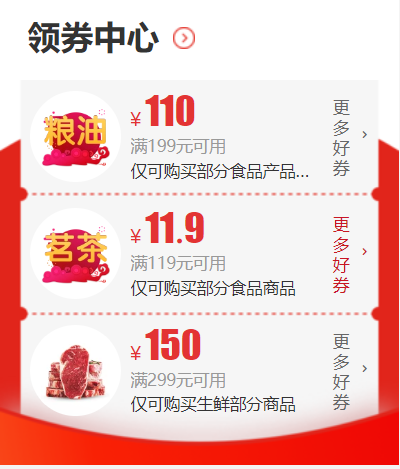 领券中心
粮油
¥ 110
满199元可用
仅可购买部分食品产品...
更多好券
茗茶
¥ 11.9
满119元可用
仅可购买部分食品商品
更多好券
¥ 150
满299元可用
仅可购买生鲜部分商品
更多好券